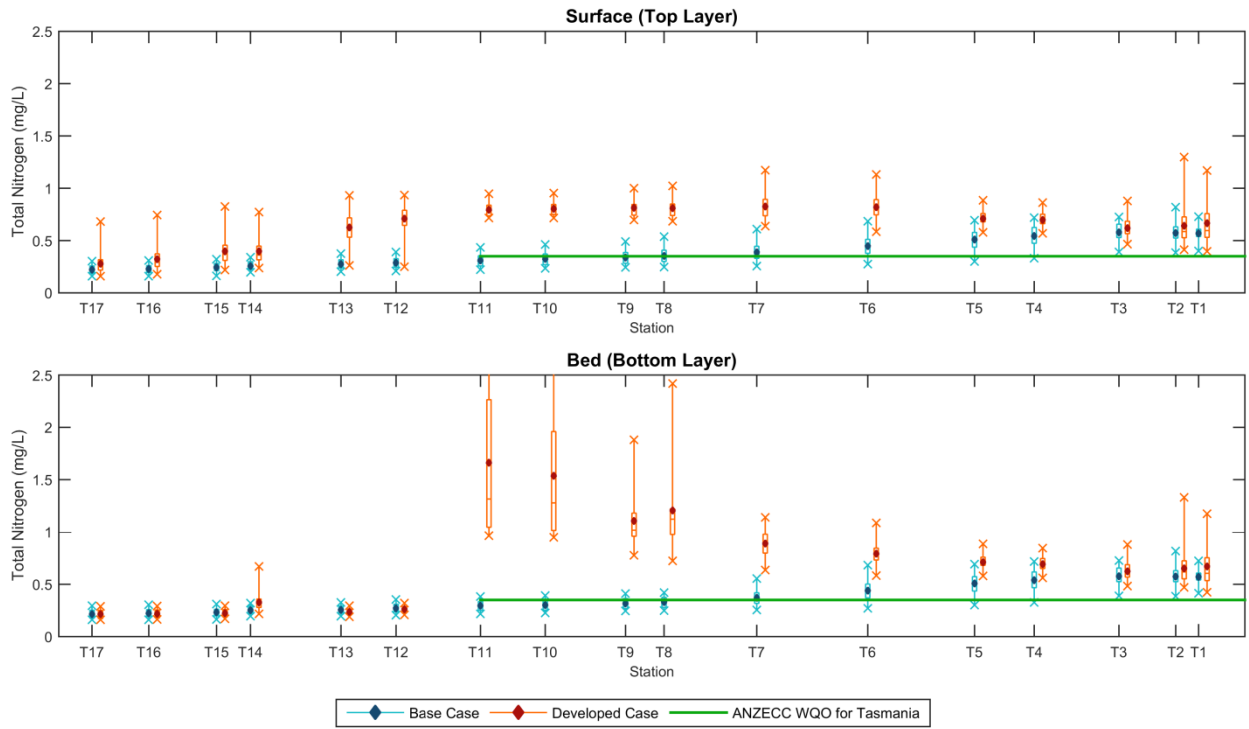 Surface (Top Layer)
Total Nitrogen (mg/L)
2.5
2
1.5
1
0.5
0
T17 T16 T15 T14 T13 T12 T11 T10 T9 T8 T7 T6 T5 T4 T3 T2 T1
Station
Bed (Bottom Layer)
Total Nitrogen (mg/L)
2.5
2
1.5
1
0.5
0
T17 T16 T15 T14 T13 T12 T11 T10 T9 T8 T7 T6 T5 T4 T3 T2 T1
Station
Base Case Developed Case ANZECC WQO for Tasmania